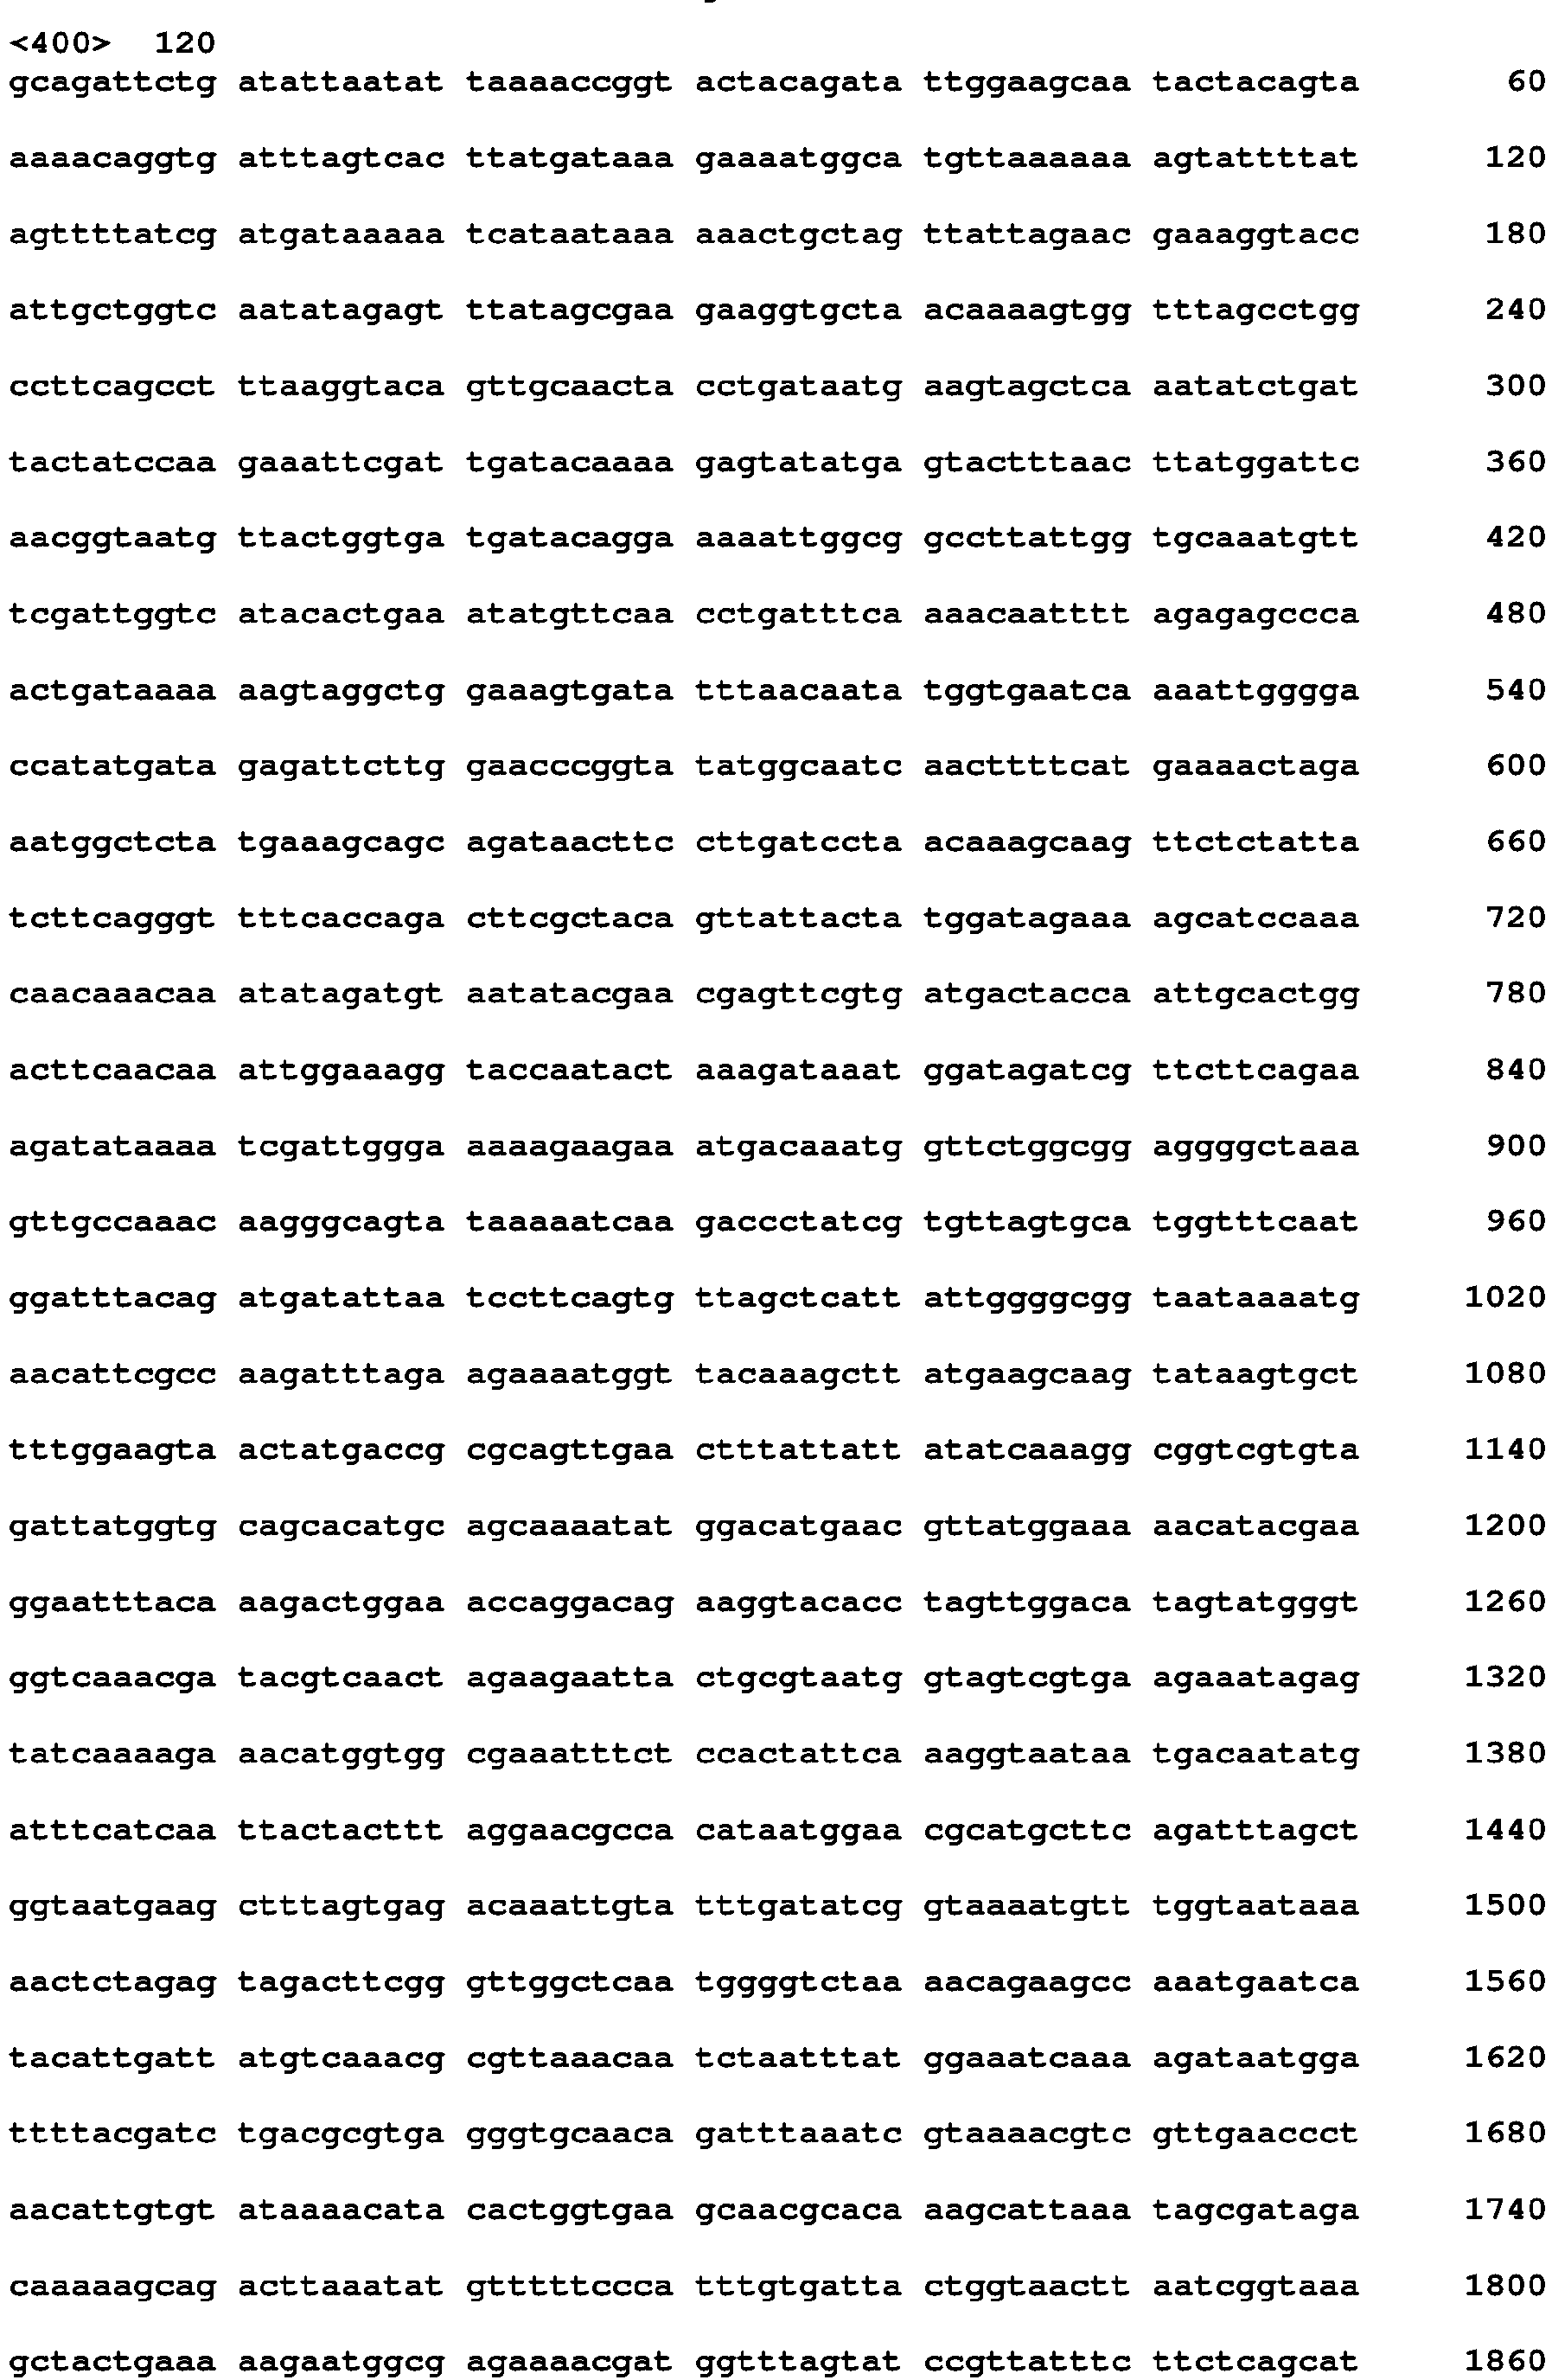 <400> 120
gcagattctg atattaatat taaaaccggt actacagata ttggaagcaa tactacagta 60
aaaacaggtg atttagtcac ttatgataaa gaaaatggca tgttaaaaaa agtattttat 120
agttttatcg atgataaaaa tcataataaa aaactgctag ttattagaac gaaaggtacc 180
attgctggtc aatatagagt ttatagcgaa gaaggtgcta acaaaagtgg tttagcctgg 240
ccttcagcct ttaaggtaca gttgcaacta cctgataatg aagtagctca aatatctgat 300
tactatccaa gaaattcgat tgatacaaaa gagtatatga gtactttaac ttatggattc 360
aacggtaatg ttactggtga tgatacagga aaaattggcg gccttattgg tgcaaatgtt 420
tcgattggtc atacactgaa atatgttcaa cctgatttca aaacaatttt agagagccca 480
actgataaaa aagtaggctg gaaagtgata tttaacaata tggtgaatca aaattgggga 540
ccatatgata gagattcttg gaacccggta tatggcaatc aacttttcat gaaaactaga 600
aatggctcta tgaaagcagc agataacttc cttgatccta acaaagcaag ttctctatta 660
tcttcagggt tttcaccaga cttcgctaca gttattacta tggatagaaa agcatccaaa 720
caacaaacaa atatagatgt aatatacgaa cgagttcgtg atgactacca attgcactgg 780
acttcaacaa attggaaagg taccaatact aaagataaat ggatagatcg ttcttcagaa 840
agatataaaa tcgattggga aaaagaagaa atgacaaatg gttctggcgg aggggctaaa 900
gttgccaaac aagggcagta taaaaatcaa gaccctatcg tgttagtgca tggtttcaat 960
ggatttacag atgatattaa tccttcagtg ttagctcatt attggggcgg taataaaatg 1020
aacattcgcc aagatttaga agaaaatggt tacaaagctt atgaagcaag tataagtgct 1080
tttggaagta actatgaccg cgcagttgaa ctttattatt atatcaaagg cggtcgtgta 1140
gattatggtg cagcacatgc agcaaaatat ggacatgaac gttatggaaa aacatacgaa 1200
ggaatttaca aagactggaa accaggacag aaggtacacc tagttggaca tagtatgggt 1260
ggtcaaacga tacgtcaact agaagaatta ctgcgtaatg gtagtcgtga agaaatagag 1320
tatcaaaaga aacatggtgg cgaaatttct ccactattca aaggtaataa tgacaatatg 1380
atttcatcaa ttactacttt aggaacgcca cataatggaa cgcatgcttc agatttagct 1440
ggtaatgaag ctttagtgag acaaattgta tttgatatcg gtaaaatgtt tggtaataaa 1500
aactctagag tagacttcgg gttggctcaa tggggtctaa aacagaagcc aaatgaatca 1560
tacattgatt atgtcaaacg cgttaaacaa tctaatttat ggaaatcaaa agataatgga 1620
ttttacgatc tgacgcgtga gggtgcaaca gatttaaatc gtaaaacgtc gttgaaccct 1680
aacattgtgt ataaaacata cactggtgaa gcaacgcaca aagcattaaa tagcgataga 1740
caaaaagcag acttaaatat gtttttccca tttgtgatta ctggtaactt aatcggtaaa 1800
gctactgaaa aagaatggcg agaaaacgat ggtttagtat ccgttatttc ttctcagcat 1860